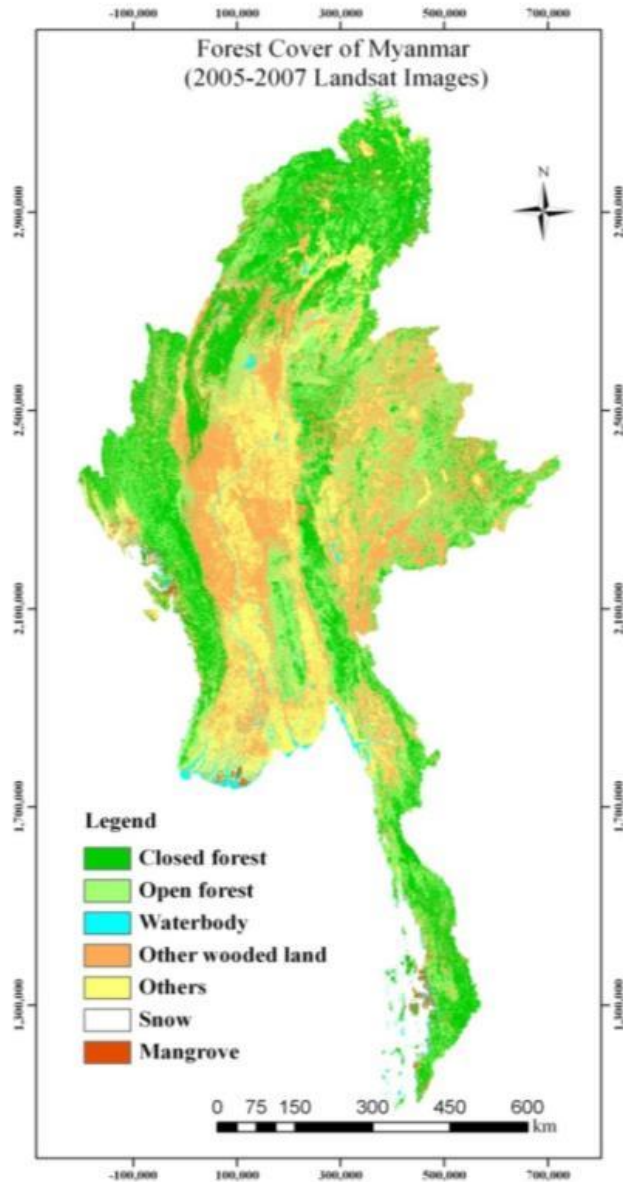 -100,000 100,000 300,000 500,000 700,000
Forest Cover of Myanmar
(2005-2007 Landsat Images)
N
2,900,000 2,900,000
2,500,000 2,500,000
2,100,000 2,100,000
1,700,000 1,700,000
Legend
Closed forest
Open forest
Waterbody
Other wooded land
Others
1,300,000 1,300,000
Snow
Mangrove
0 75 150 300 450 600
km
-100,000 100,000 300,000 500,000 700,000